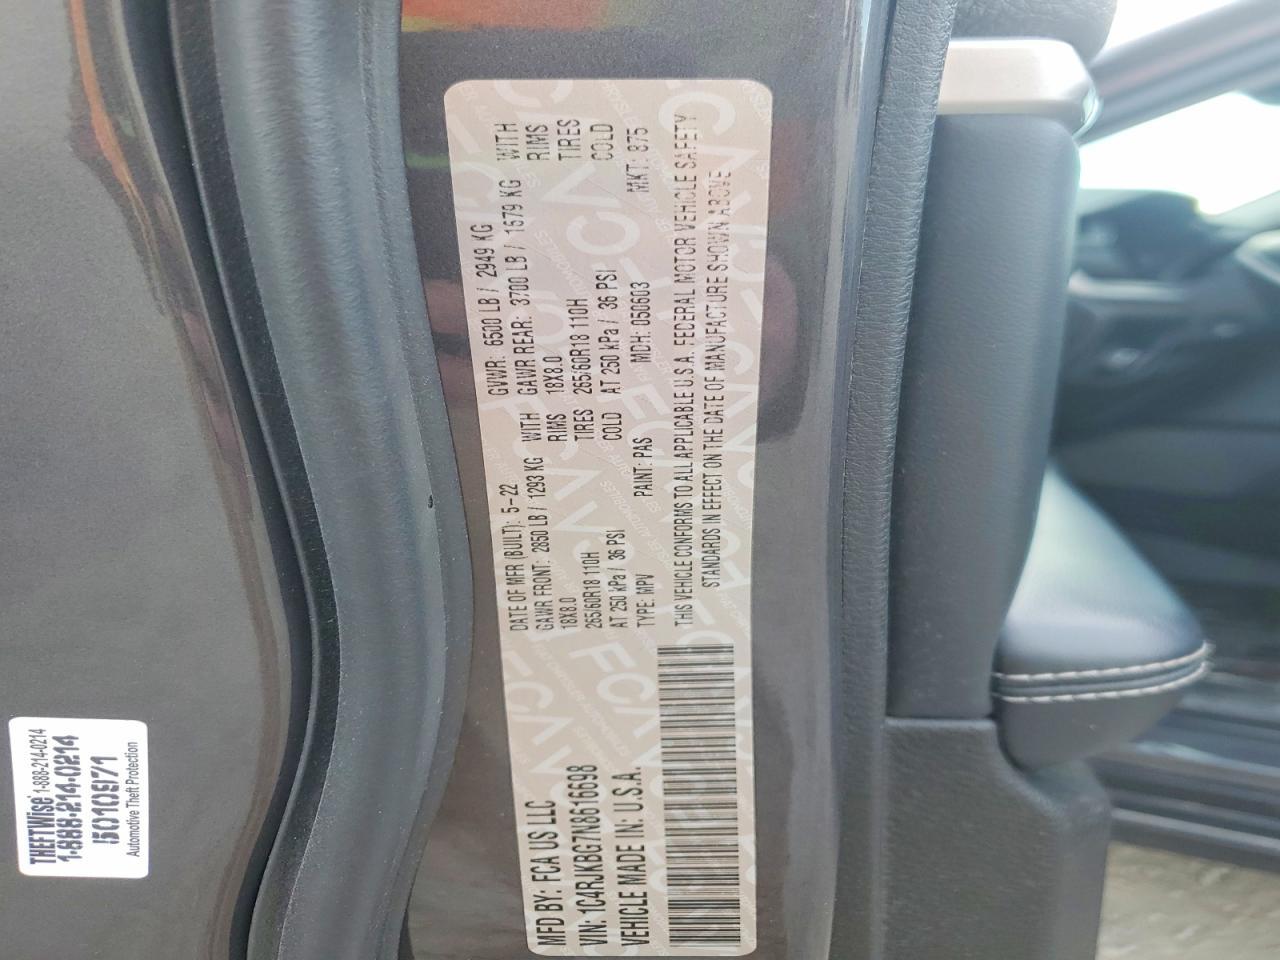 MFD BY: FCA US LLC
DATE OF MFR (BUILT): 5-22
GVWR: 6500 LB / 2949 KG
VIN: 1C4RJKBG7N8616698
GAWR FRONT: 2850 LB / 1293 KG WITH
18X8.0 RIMS
265/60R18 110H TIRES
AT 250 kPa / 36 PSI COLD
GAWR REAR: 3700 LB / 1679 KG WITH
18X8.0 RIMS
265/60R18 110H TIRES
AT 250 kPa / 36 PSI COLD
VEHICLE MADE IN: U.S.A.
TYPE: MPV PAINT: PAS MDH: 050603 MKT: 875
THIS VEHICLE CONFORMS TO ALL APPLICABLE U.S.A. FEDERAL MOTOR VEHICLE SAFETY
STANDARDS IN EFFECT ON THE DATE OF MANUFACTURE SHOWN ABOVE
THEFTWise 1-888-214-0214
1-888-214-0214
5010971
Automotive Theft Protection